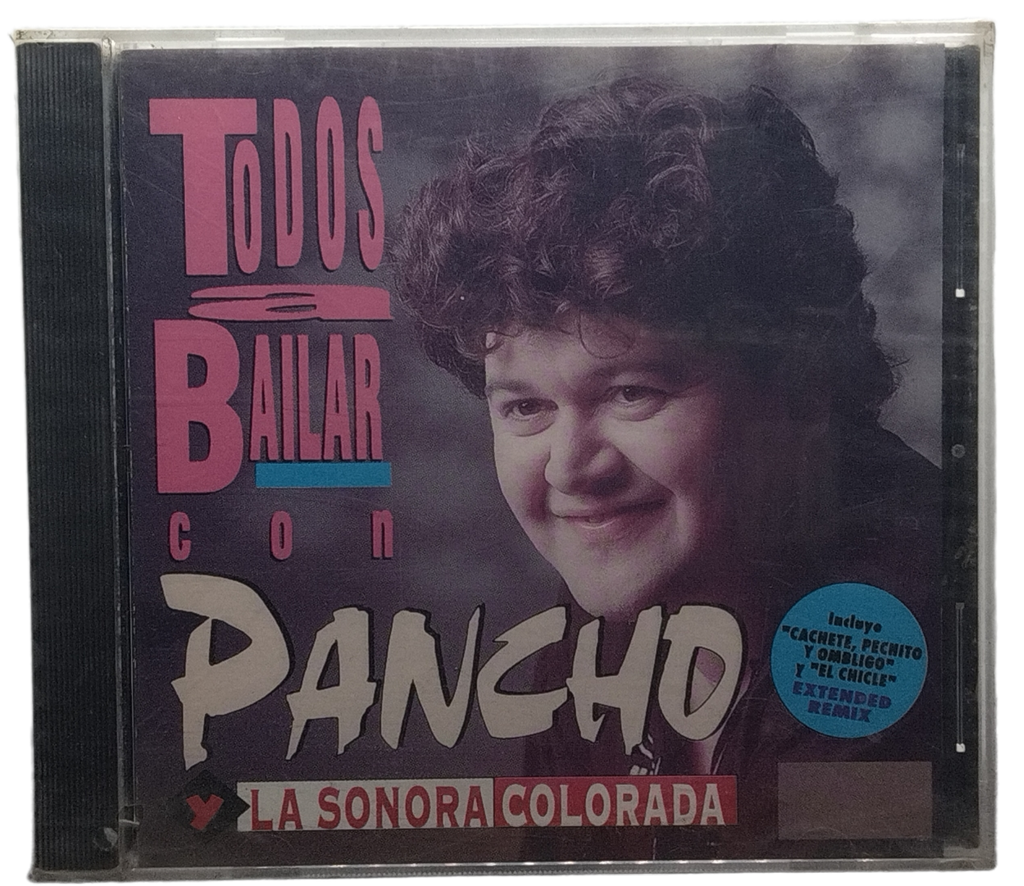 TODOS
a
BAILAR
con
PANCHO
Y LA SONORA COLORADA
Incluye
"CACHETE, PECHITO
Y OMBLIGO"
Y "EL CHICLE"
EXTENDED
REMIX